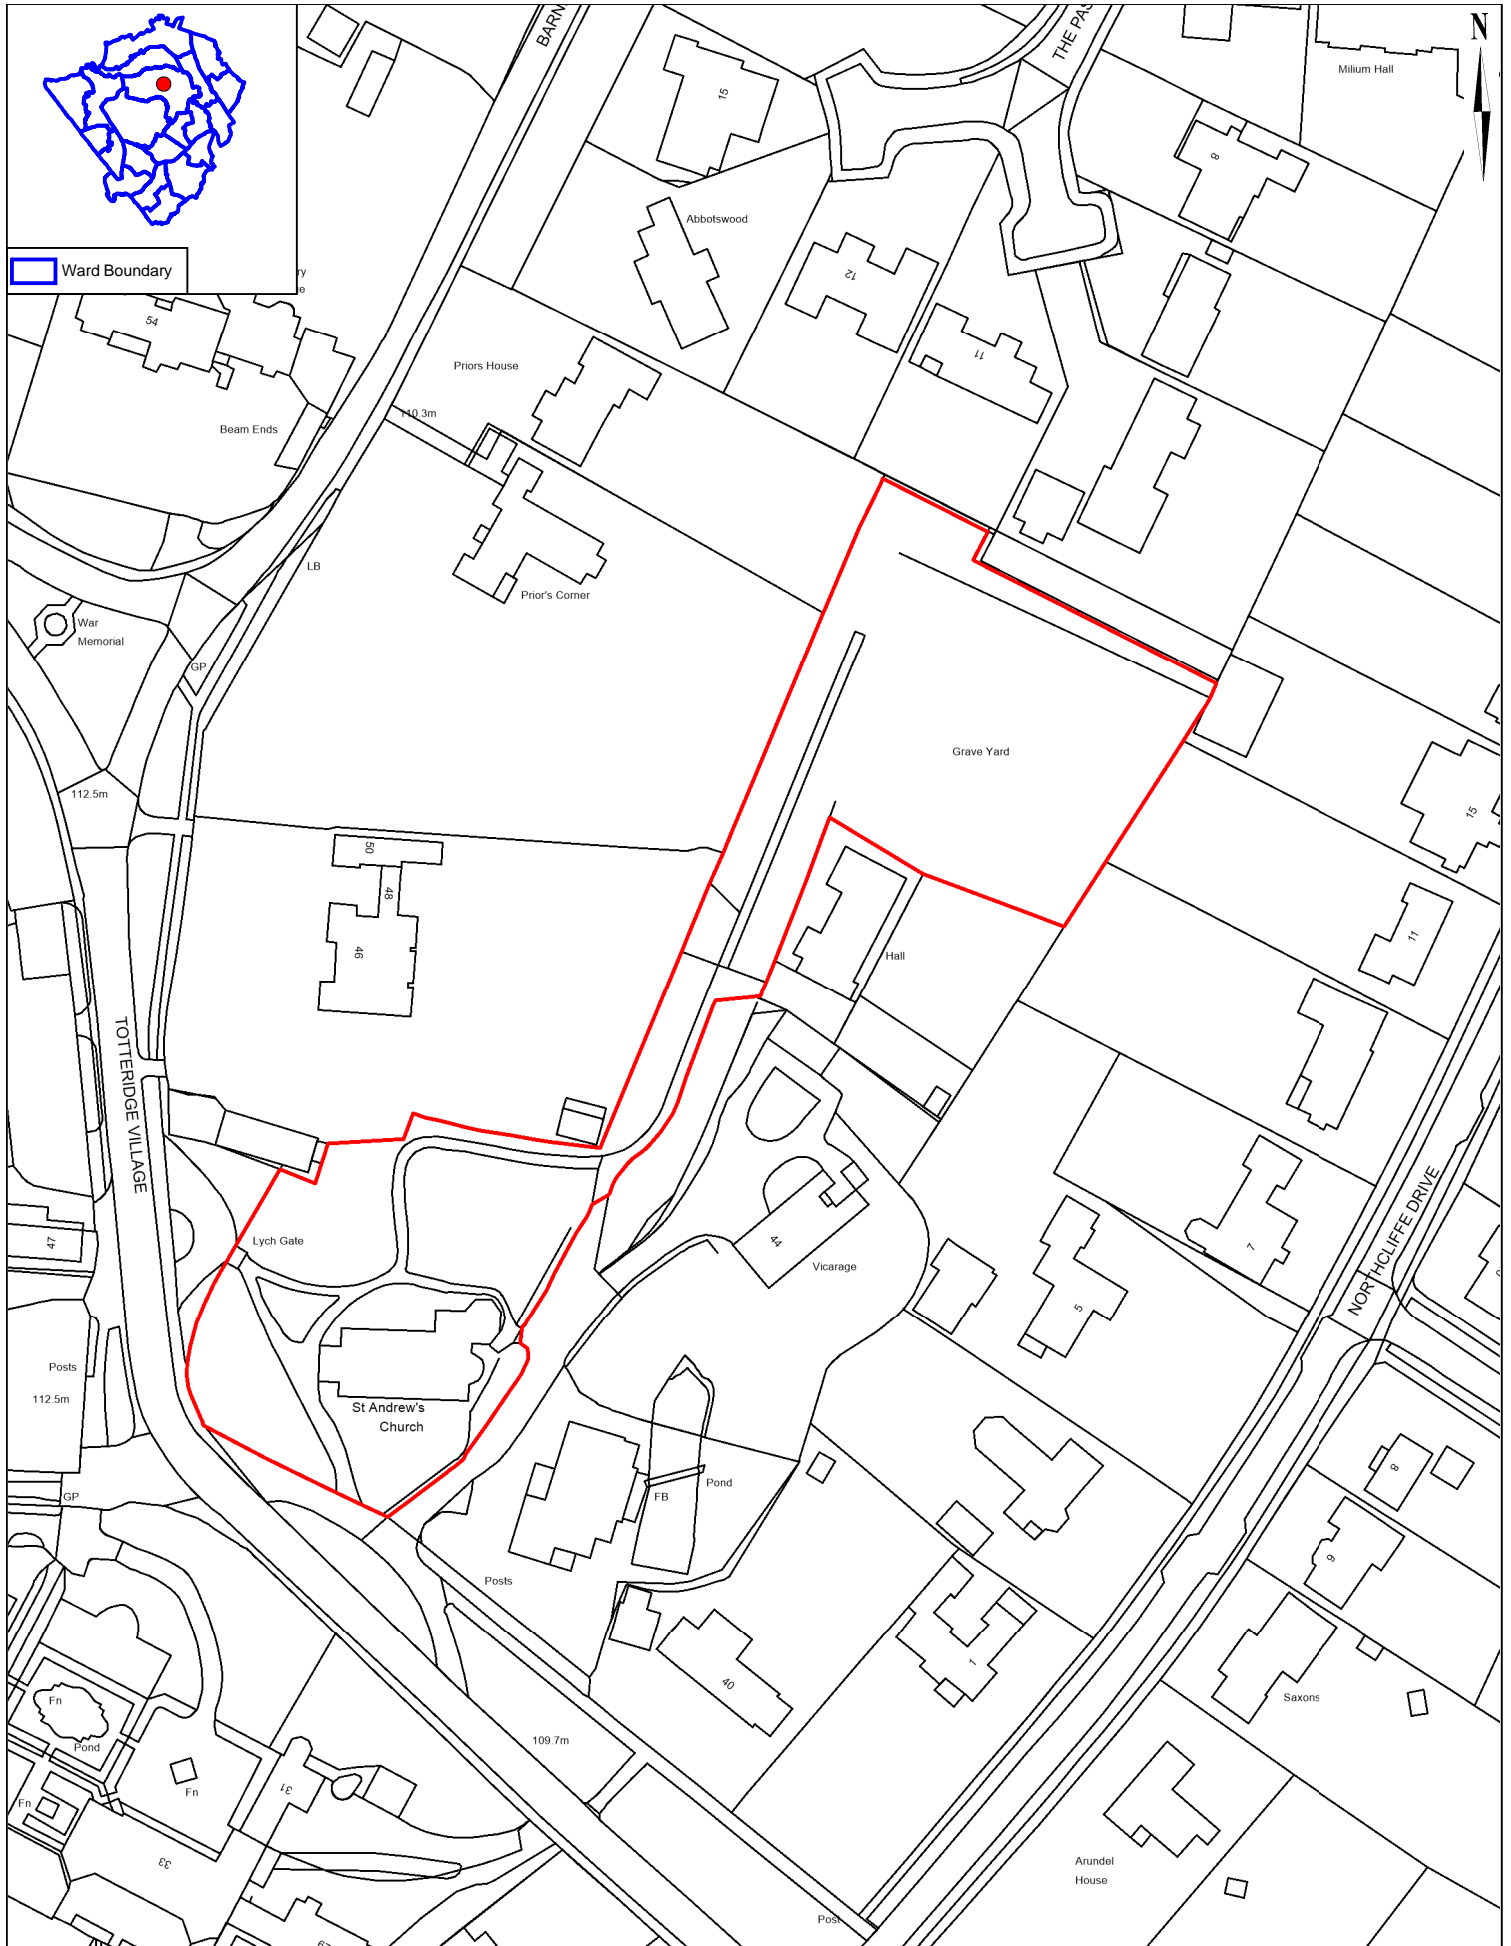 N
Ward Boundary
BARN
THE PAS
Milium Hall
15
8
Abbotswood
12
11
ry
e
54
Priors House
110.3m
Beam Ends
LB
Prior's Corner
War
Memorial
GP
Grave Yard
112.5m
50
48
46
15
11
Hall
TOTTERIDGE VILLAGE
47
Lych Gate
44
Vicarage
7
5
NORTHCLIFFE DRIVE
Posts
112.5m
St Andrew's
Church
GP
FB
Pond
8
9
Posts
1
40
Saxons
Fn
Pond
109.7m
Fn
31
Fn
33
Arundel
House
Post